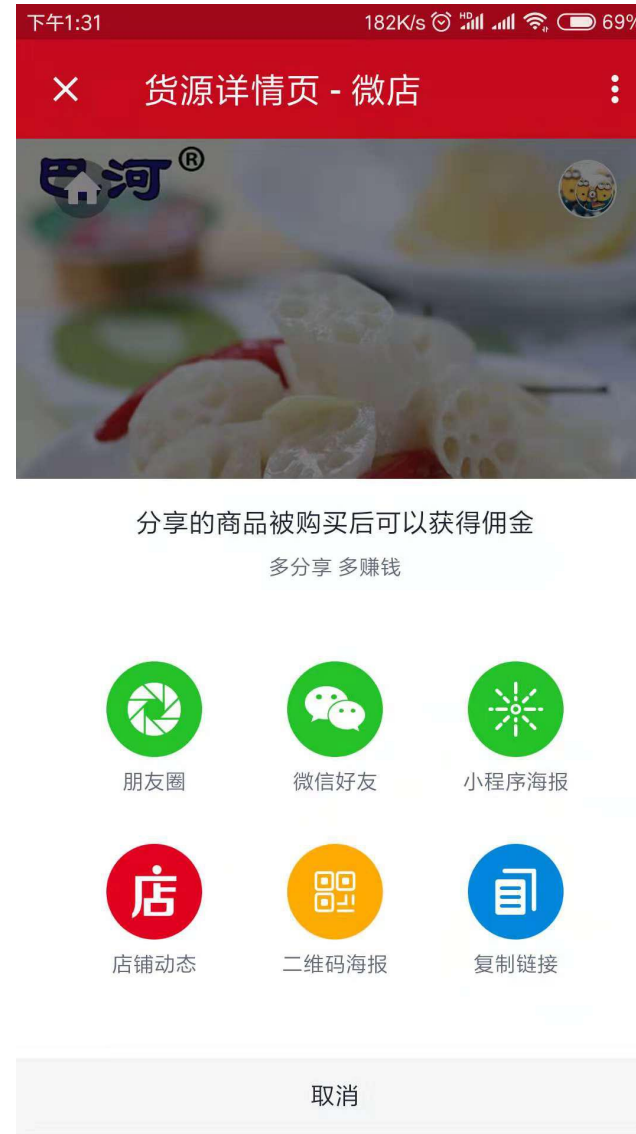 下午1:31
182K/s HD 69%
货源详情页 - 微店
巴河®
分享的商品被购买后可以获得佣金
多分享 多赚钱
朋友圈
微信好友
小程序海报
店
店铺动态
二维码海报
复制链接
取消